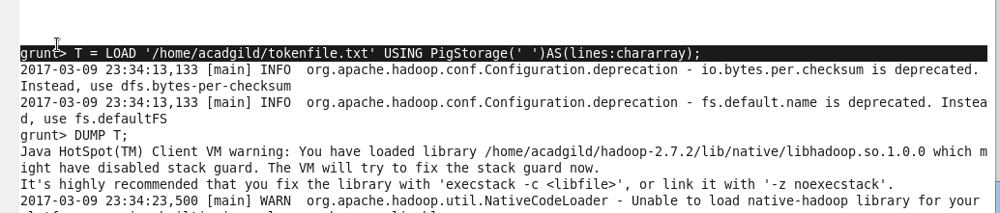 grunt> T = LOAD '/home/acadgild/tokenfile.txt' USING PigStorage(' ')AS(lines:chararray);
2017-03-09 23:34:13,133 [main] INFO  org.apache.hadoop.conf.Configuration.deprecation - io.bytes.per.checksum is deprecated.
Instead, use dfs.bytes-per-checksum
2017-03-09 23:34:13,133 [main] INFO  org.apache.hadoop.conf.Configuration.deprecation - fs.default.name is deprecated. Instea
d, use fs.defaultFS
grunt> DUMP T;
Java HotSpot(TM) Client VM warning: You have loaded library /home/acadgild/hadoop-2.7.2/lib/native/libhadoop.so.1.0.0 which m
ight have disabled stack guard. The VM will try to fix the stack guard now.
It's highly recommended that you fix the library with 'execstack -c <libfile>', or link it with '-z noexecstack'.
2017-03-09 23:34:23,500 [main] WARN  org.apache.hadoop.util.NativeCodeLoader - Unable to load native-hadoop library for your